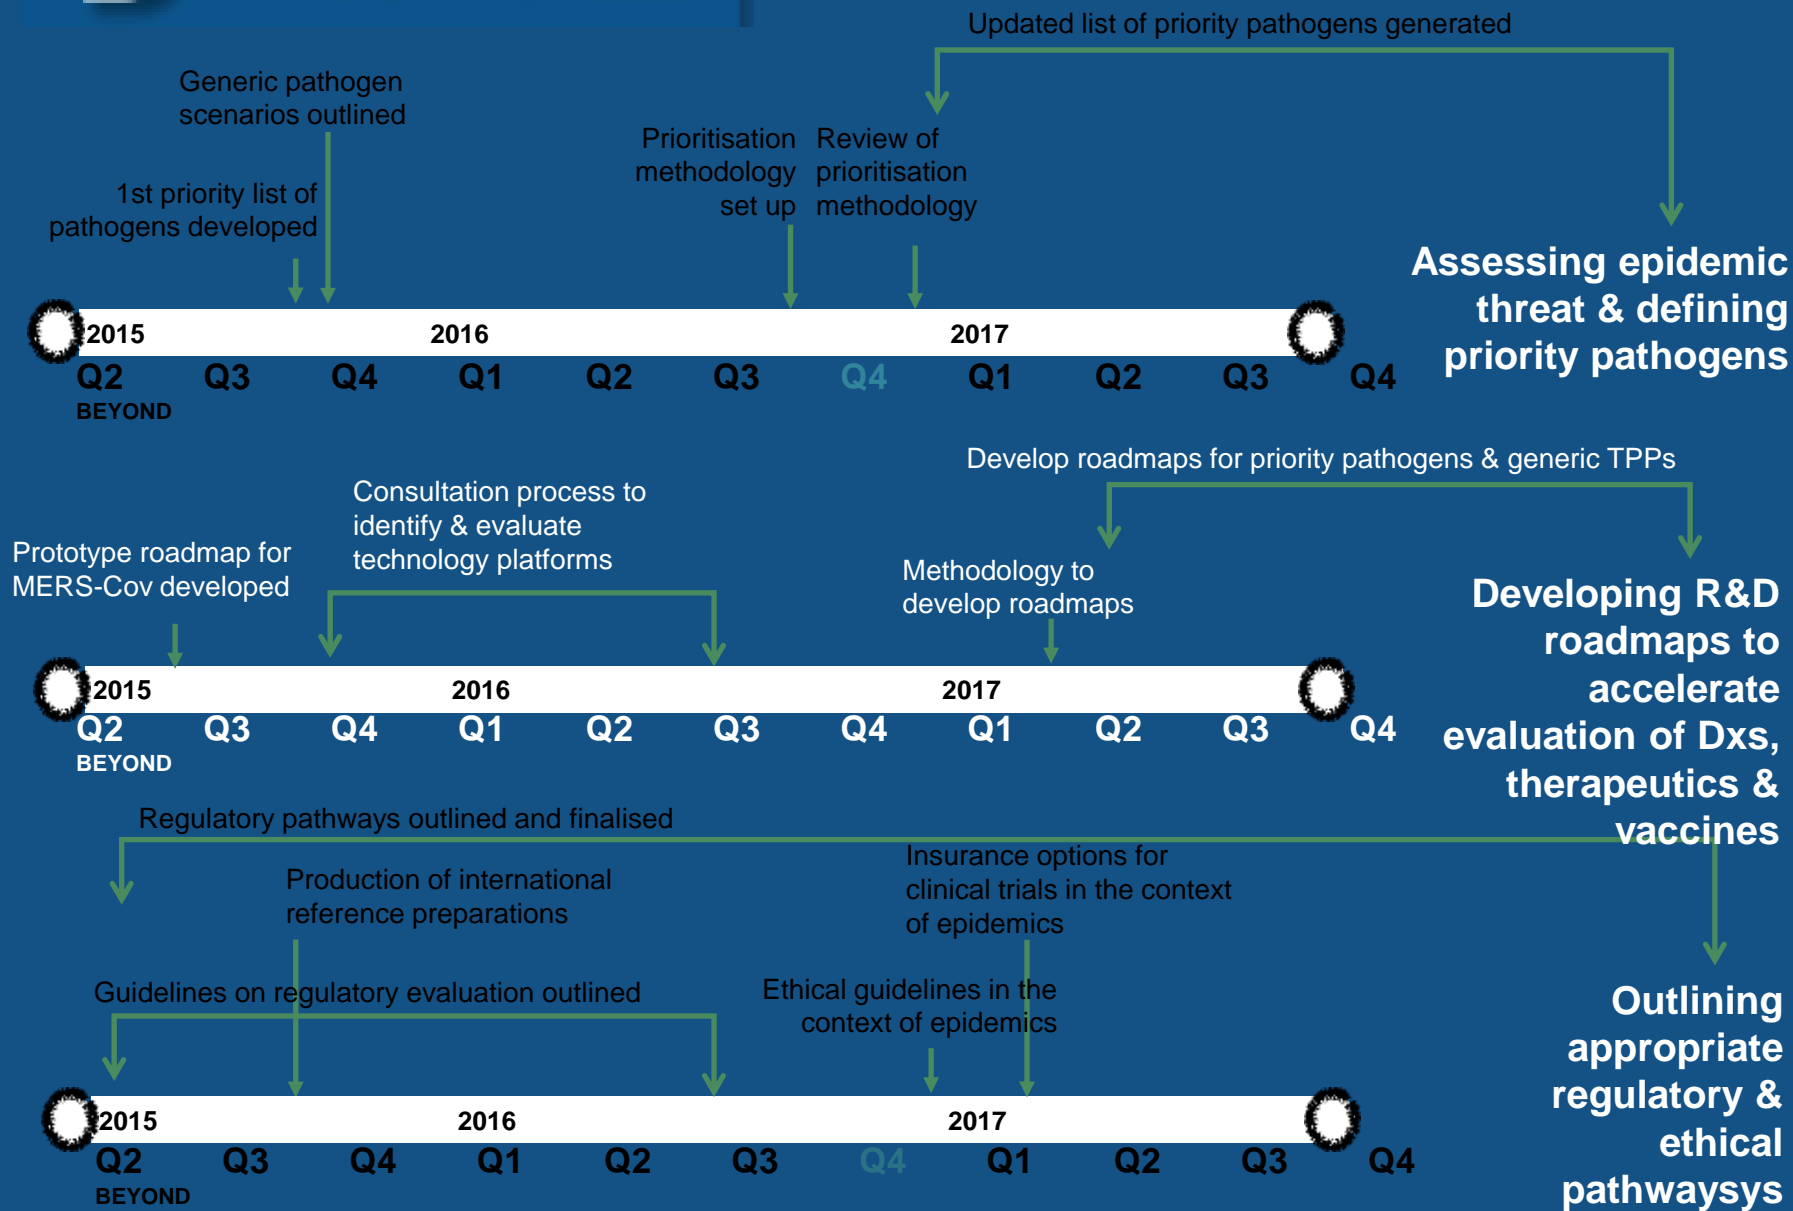 Updated list of priority pathogens generated
Generic pathogen
scenarios outlined
1st priority list of
pathogens developed
Prioritisation
methodology
set up
Review of
prioritisation
methodology
Assessing epidemic
threat & defining
priority pathogens
2015 2016 2017
Q2 Q3 Q4 Q1 Q2 Q3 Q4 Q1 Q2 Q3 Q4
BEYOND
Develop roadmaps for priority pathogens & generic TPPs
Consultation process to
identify & evaluate
technology platforms
Prototype roadmap for
MERS-Cov developed
Methodology to
develop roadmaps
Developing R&D
roadmaps to
accelerate
evaluation of Dxs,
therapeutics &
vaccines
2015 2016 2017
Q2 Q3 Q4 Q1 Q2 Q3 Q4 Q1 Q2 Q3 Q4
BEYOND
Regulatory pathways outlined and finalised
Production of international
reference preparations
Insurance options for
clinical trials in the context
of epidemics
Guidelines on regulatory evaluation outlined
Ethical guidelines in the
context of epidemics
Outlining
appropriate
regulatory &
ethical
pathwaysys
2015 2016 2017
Q2 Q3 Q4 Q1 Q2 Q3 Q4 Q1 Q2 Q3 Q4
BEYOND